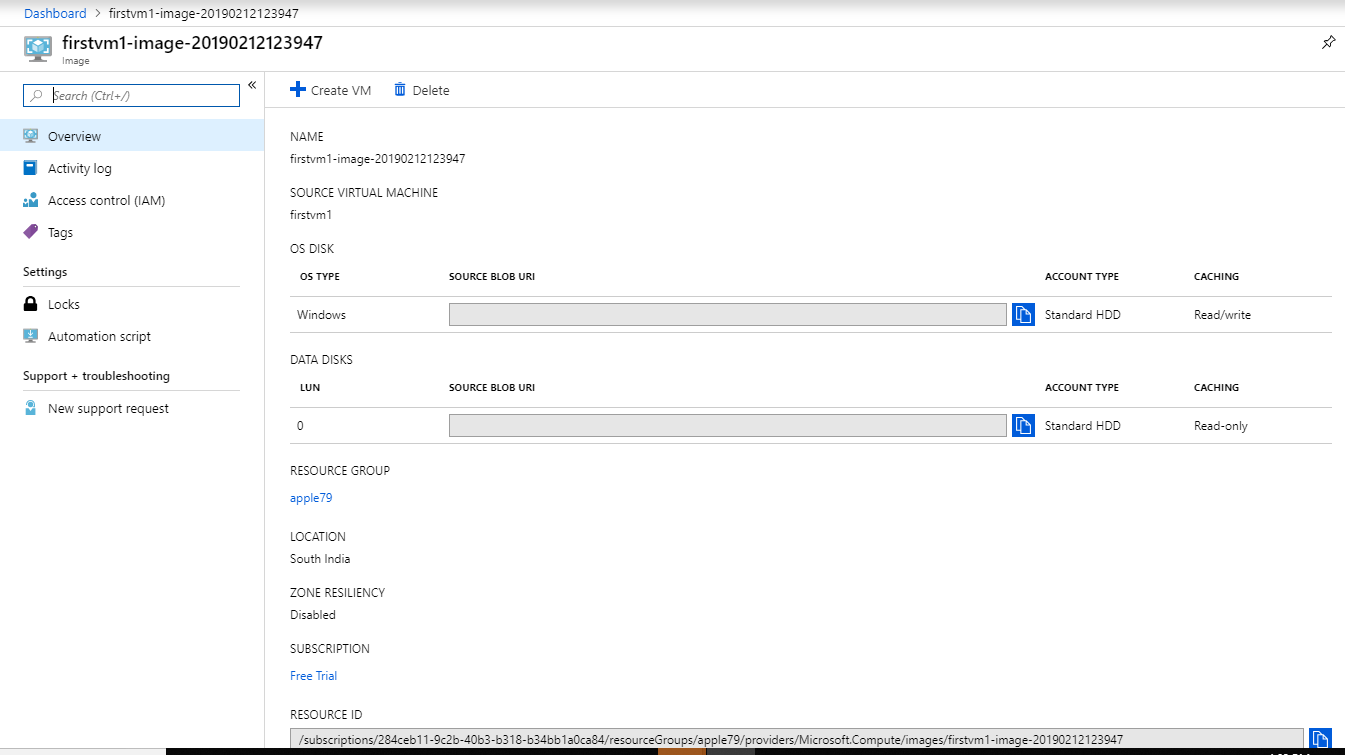 Dashboard > firstvm1-image-20190212123947
firstvm1-image-20190212123947
Image
Search (Ctrl+/)
«
Overview
Activity log
Access control (IAM)
Tags
Settings
Locks
Automation script
Support + troubleshooting
New support request
Create VM Delete
NAME
firstvm1-image-20190212123947
SOURCE VIRTUAL MACHINE
firstvm1
OS DISK
OS TYPE SOURCE BLOB URI ACCOUNT TYPE CACHING
Windows Standard HDD Read/write
DATA DISKS
LUN SOURCE BLOB URI ACCOUNT TYPE CACHING
0 Standard HDD Read-only
RESOURCE GROUP
apple79
LOCATION
South India
ZONE RESILIENCY
Disabled
SUBSCRIPTION
Free Trial
RESOURCE ID
/subscriptions/284ceb11-9c2b-40b3-b318-b34bb1a0ca84/resourceGroups/apple79/providers/Microsoft.Compute/images/firstvm1-image-20190212123947